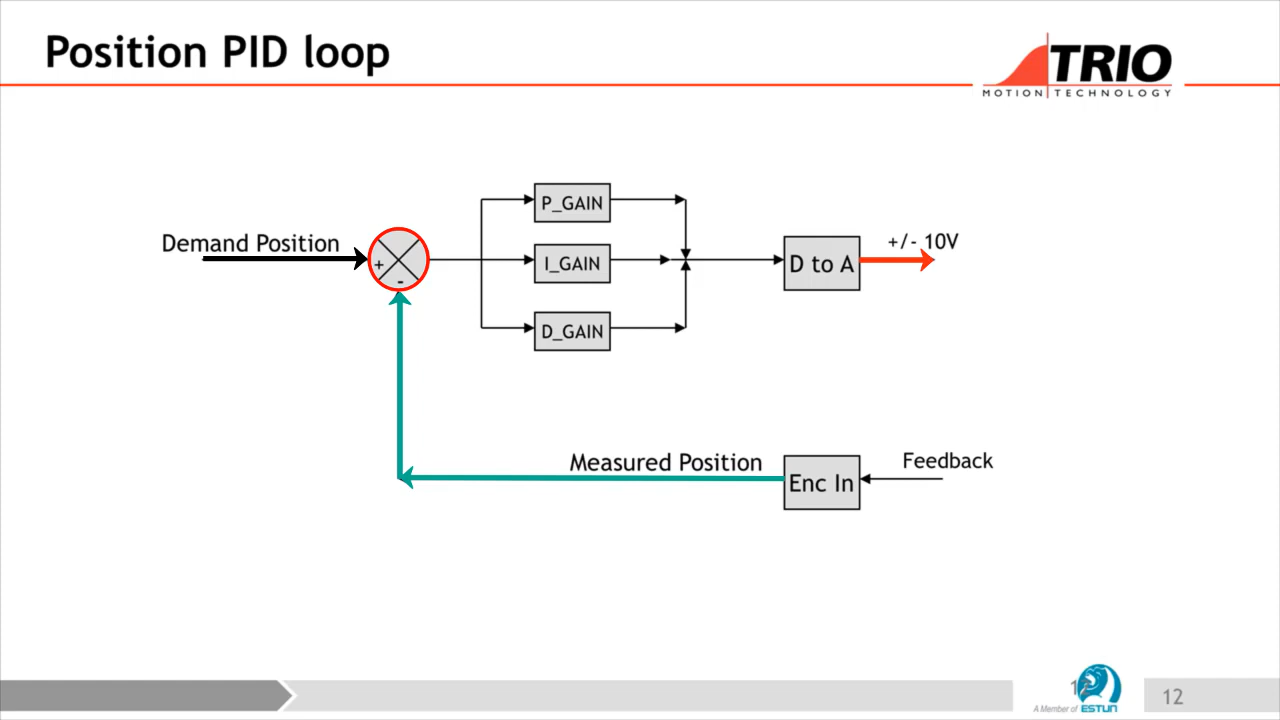 Position PID loop
TRIO
MOTION TECHNOLOGY
P_GAIN
Demand Position
+/- 10V
+
I_GAIN
D to A
-
D_GAIN
Measured Position
Feedback
Enc In
A Member of ESTUN
12